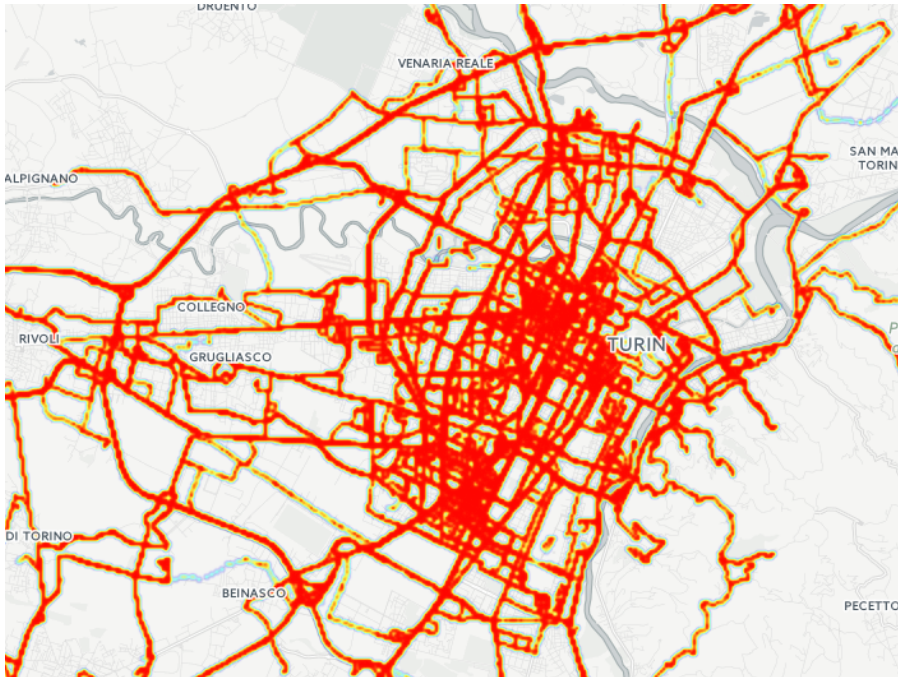 DRUENTO
VENARIA REALE
SAN MA
TORIN
ALPIGNANO
COLLEGNO
RIVOLI
TURIN
GRUGLIASCO
DI TORINO
BEINASCO
PECETTO